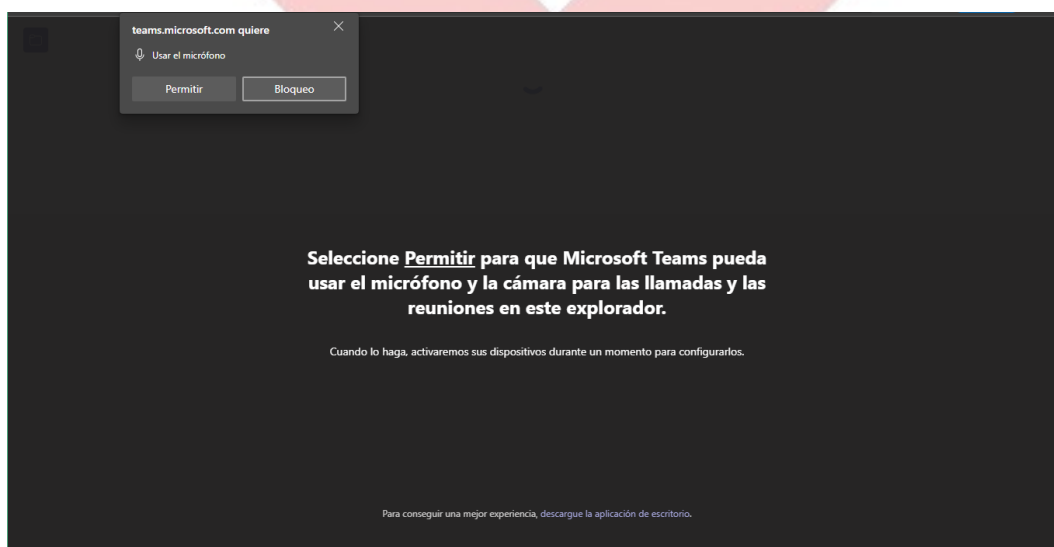 teams.microsoft.com quiere
Usar el micrófono
Permitir
Bloqueo
Seleccione Permitir para que Microsoft Teams pueda
usar el micrófono y la cámara para las llamadas y las
reuniones en este explorador.
Cuando lo haga, activaremos sus dispositivos durante un momento para configurarlos.
Para conseguir una mejor experiencia, descargue la aplicación de escritorio.